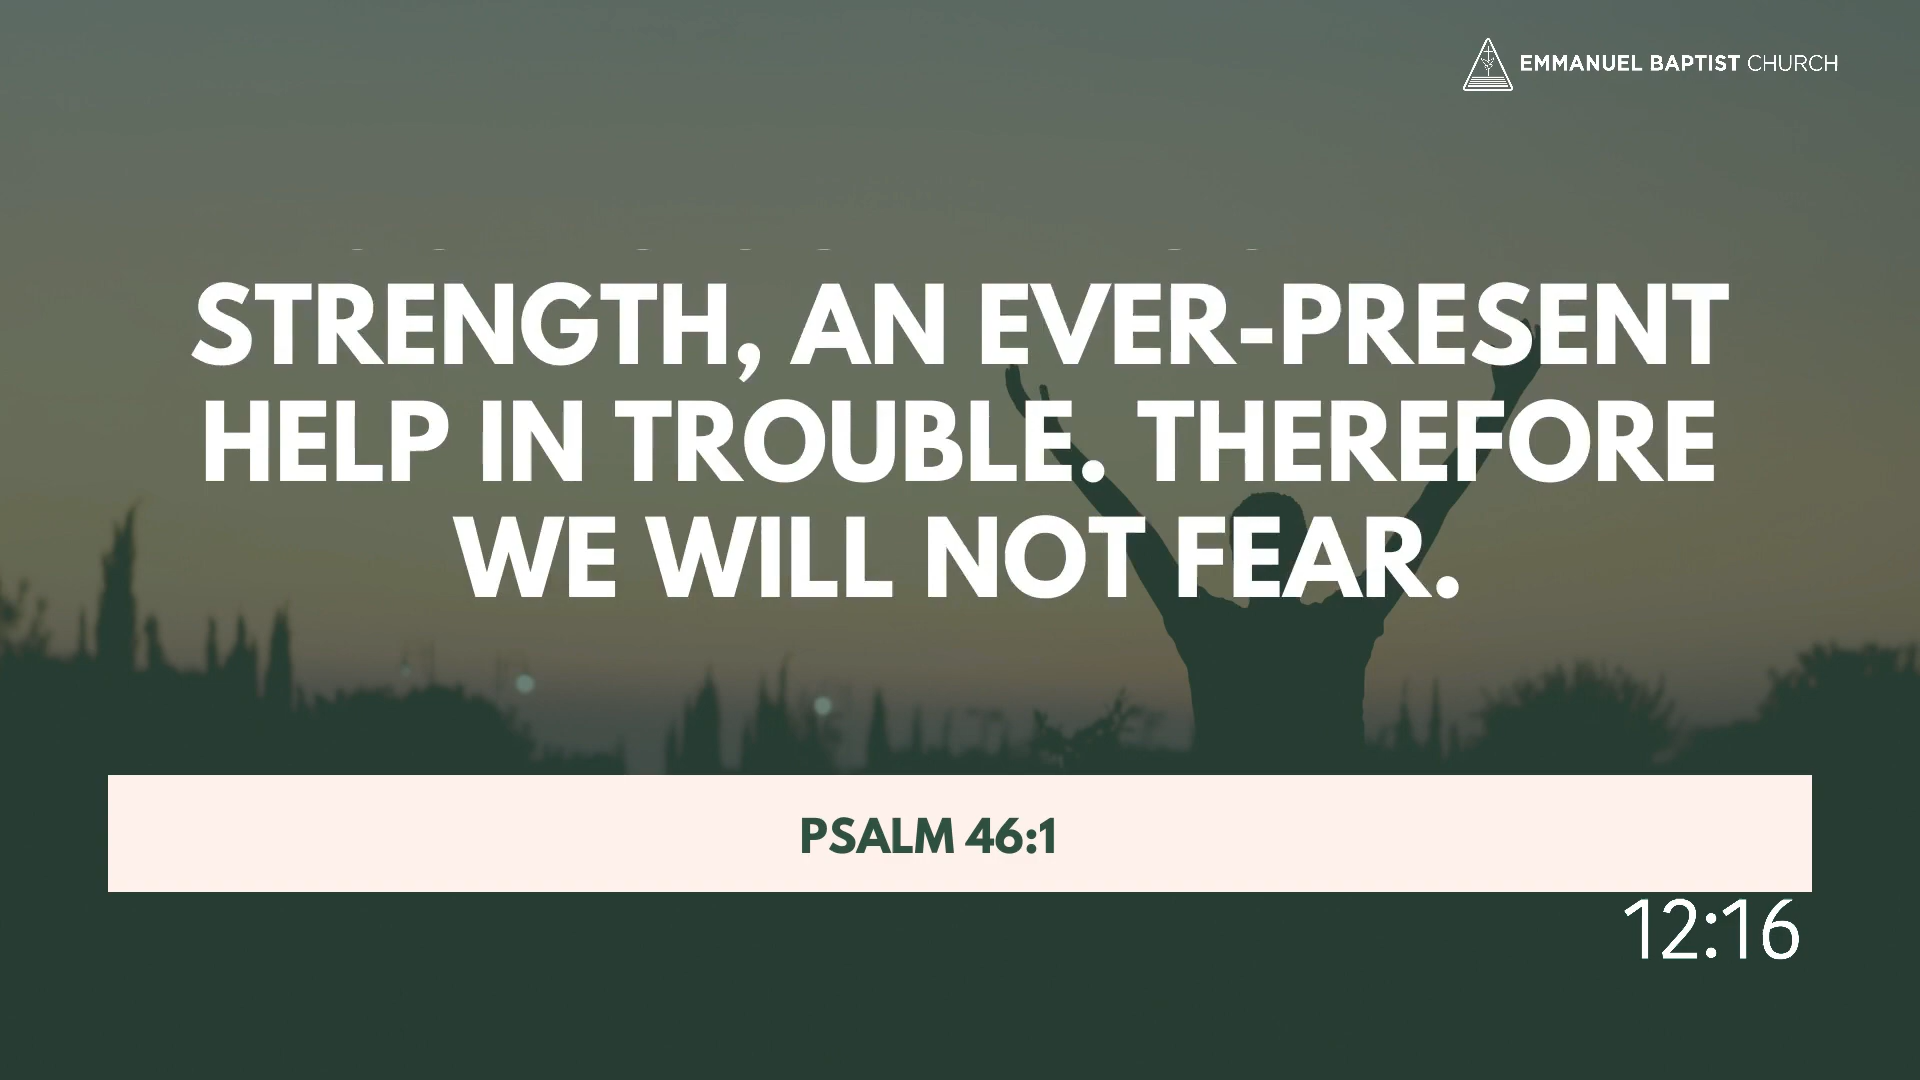 EMMANUEL BAPTIST CHURCH
STRENGTH, AN EVER-PRESENT
HELP IN TROUBLE. THEREFORE
WE WILL NOT FEAR.
PSALM 46:1
12:16